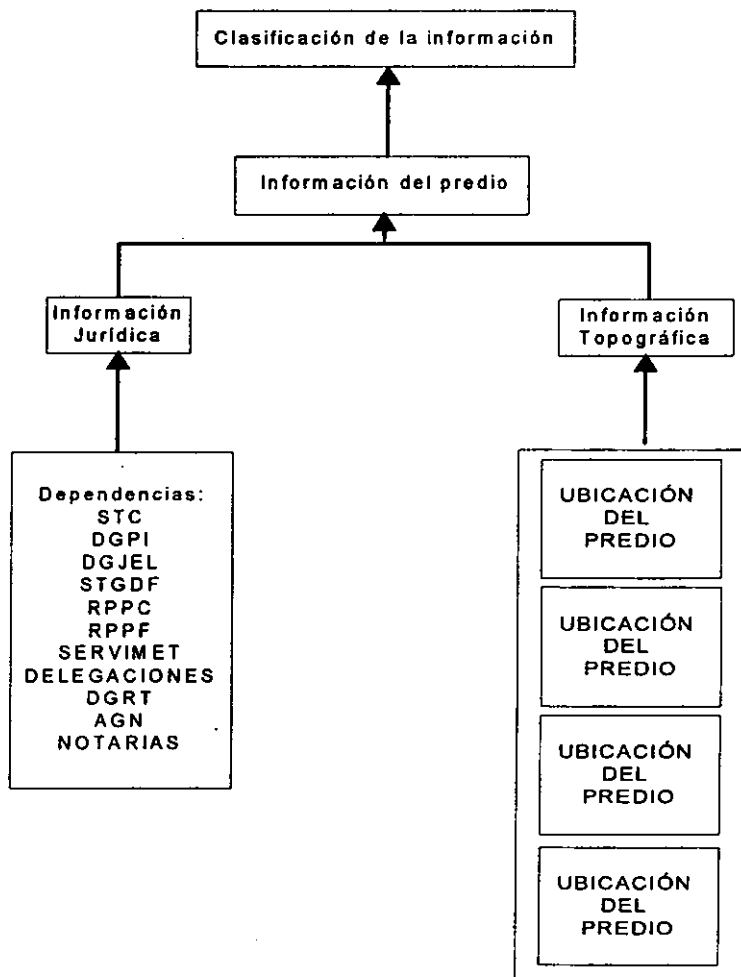 Clasificación de la información
Información del predio
Información
Jurídica
Información
Topográfica
Dependencias:
STC
DGPI
DGJEL
STGDF
RPPC
RPPF
SERVIMET
DELEGACIONES
DGRT
AGN
NOTARIAS
UBICACIÓN
DEL
PREDIO
UBICACIÓN
DEL
PREDIO
UBICACIÓN
DEL
PREDIO
UBICACIÓN
DEL
PREDIO